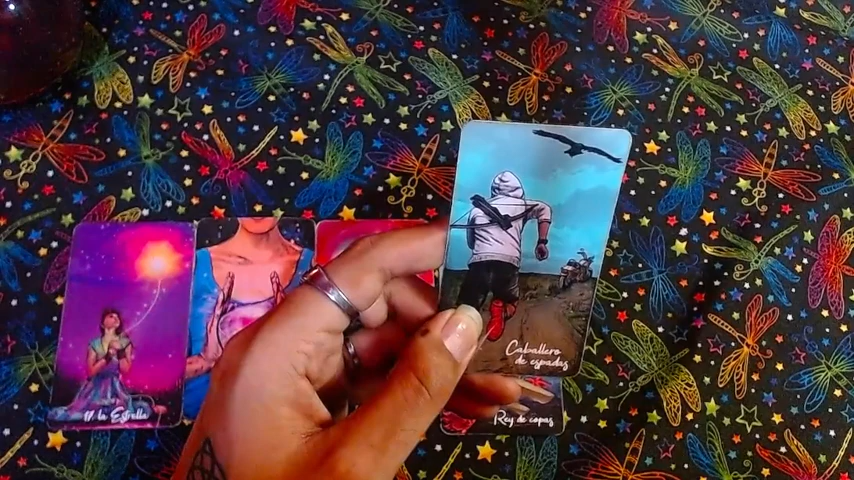 Caballero
de espadas
17. la Estrella
Rey de copas